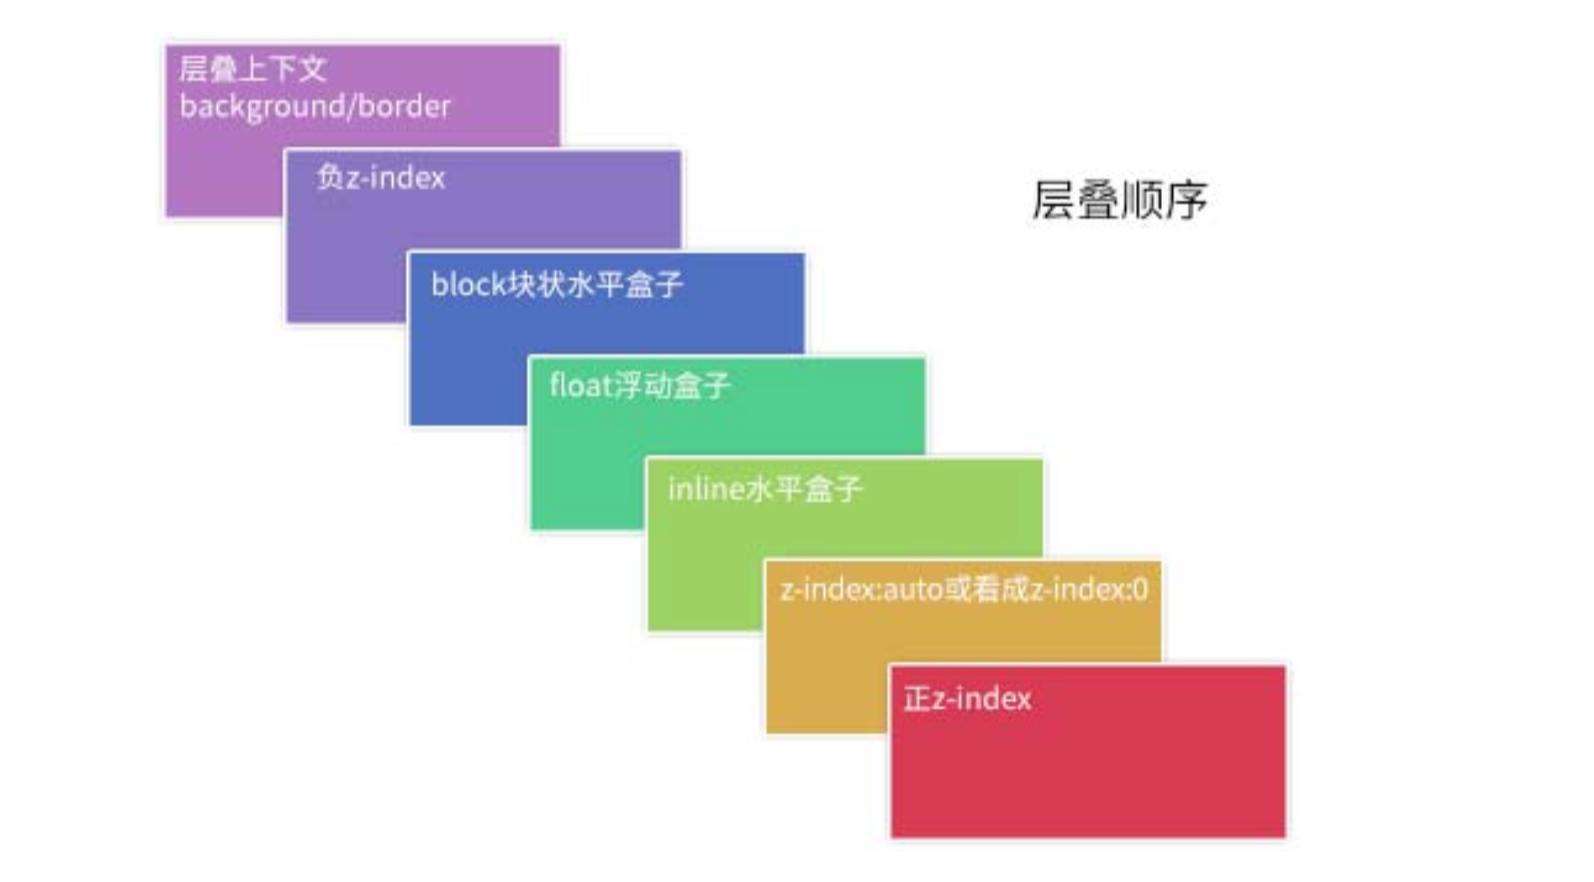 层叠上下文
background/border
负z-index
层叠顺序
block块状水平盒子
float浮动盒子
inline水平盒子
z-index:auto或看成z-index:0
正z-index